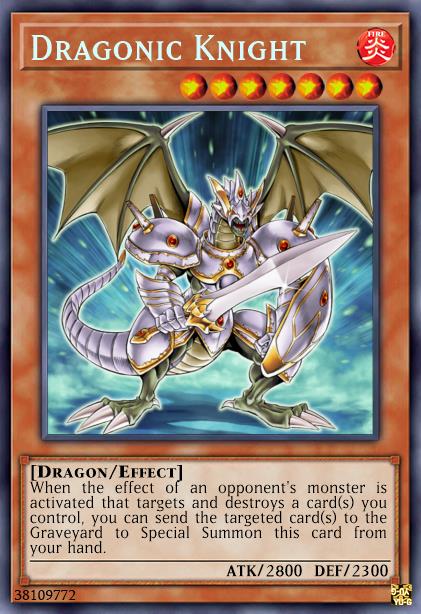 DRAGONIC KNIGHT
FIRE
炎
[DRAGON/EFFECT]
When the effect of an opponent's monster is
activated that targets and destroys a card(s) you
control, you can send the targeted card(s) to the
Graveyard to Special Summon this card from
your hand.
ATK/2800 DEF/2300
38109772